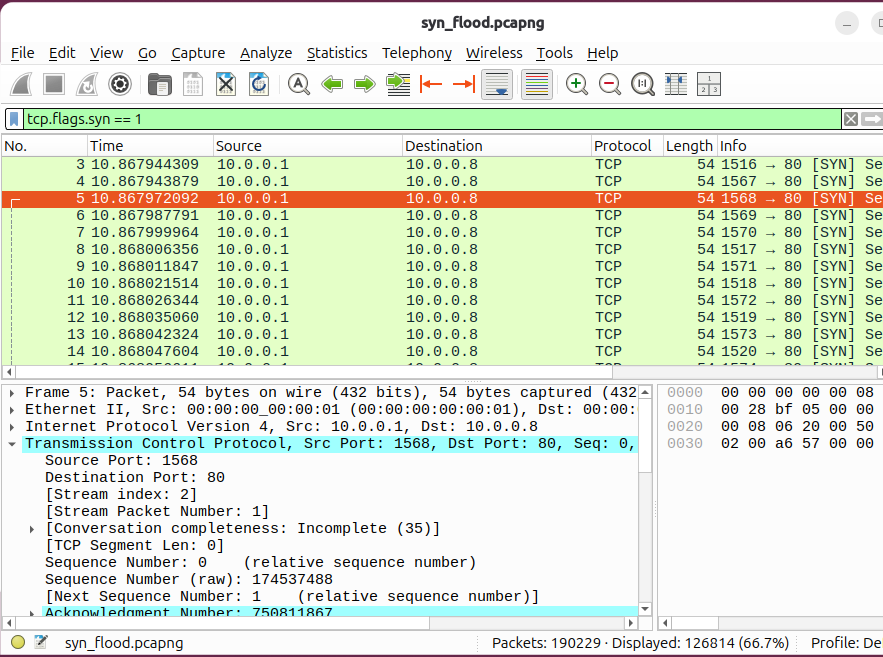 syn_flood.pcapng
File Edit View Go Capture Analyze Statistics Telephony Wireless Tools Help
tcp.flags.syn == 1
No. Time Source Destination Protocol Length Info
3 10.867944309 10.0.0.1 10.0.0.8 TCP 54 1516 → 80 [SYN] Se
4 10.867943879 10.0.0.1 10.0.0.8 TCP 54 1567 → 80 [SYN] Se
5 10.867972092 10.0.0.1 10.0.0.8 TCP 54 1568 → 80 [SYN] Se
6 10.867987791 10.0.0.1 10.0.0.8 TCP 54 1569 → 80 [SYN] Se
7 10.867999964 10.0.0.1 10.0.0.8 TCP 54 1570 → 80 [SYN] Se
8 10.868006356 10.0.0.1 10.0.0.8 TCP 54 1517 → 80 [SYN] Se
9 10.868011847 10.0.0.1 10.0.0.8 TCP 54 1571 → 80 [SYN] Se
10 10.868021514 10.0.0.1 10.0.0.8 TCP 54 1518 → 80 [SYN] Se
11 10.868026344 10.0.0.1 10.0.0.8 TCP 54 1572 → 80 [SYN] Se
12 10.868035060 10.0.0.1 10.0.0.8 TCP 54 1519 → 80 [SYN] Se
13 10.868042324 10.0.0.1 10.0.0.8 TCP 54 1573 → 80 [SYN] Se
14 10.868047604 10.0.0.1 10.0.0.8 TCP 54 1520 → 80 [SYN] Se
Frame 5: Packet, 54 bytes on wire (432 bits), 54 bytes captured (432
Ethernet II, Src: 00:00:00_00:00:01 (00:00:00:00:00:01), Dst: 00:00:
Internet Protocol Version 4, Src: 10.0.0.1, Dst: 10.0.0.8
Transmission Control Protocol, Src Port: 1568, Dst Port: 80, Seq: 0,
Source Port: 1568
Destination Port: 80
[Stream index: 2]
[Stream Packet Number: 1]
[Conversation completeness: Incomplete (35)]
[TCP Segment Len: 0]
Sequence Number: 0 (relative sequence number)
Sequence Number (raw): 174537488
[Next Sequence Number: 1 (relative sequence number)]
Acknowledgment Number: 750811867
0000 00 00 00 00 00 08
0010 00 28 bf 05 00 00
0020 00 08 06 20 00 50
0030 02 00 a6 57 00 00
syn_flood.pcapng Packets: 190229 · Displayed: 126814 (66.7%) Profile: De